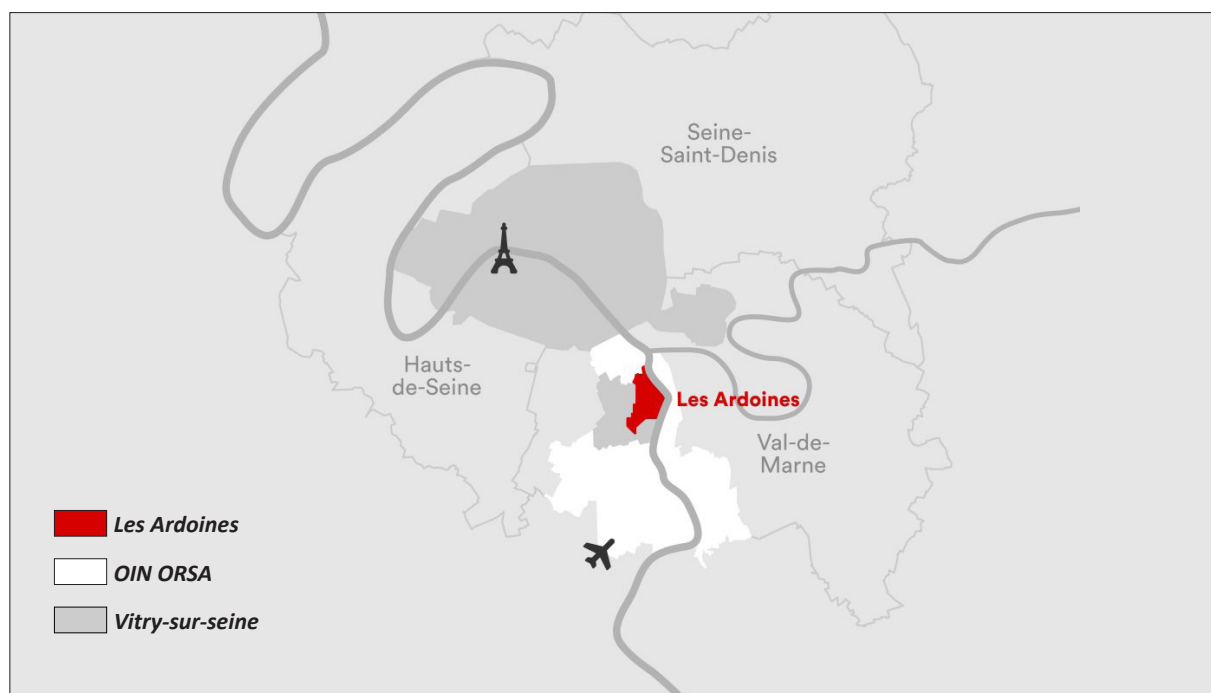 Seine-
Saint-Denis
Hauts-
de-Seine
Les Ardoines
Val-de-
Marne
Les Ardoines
OIN ORSA
Vitry-sur-seine